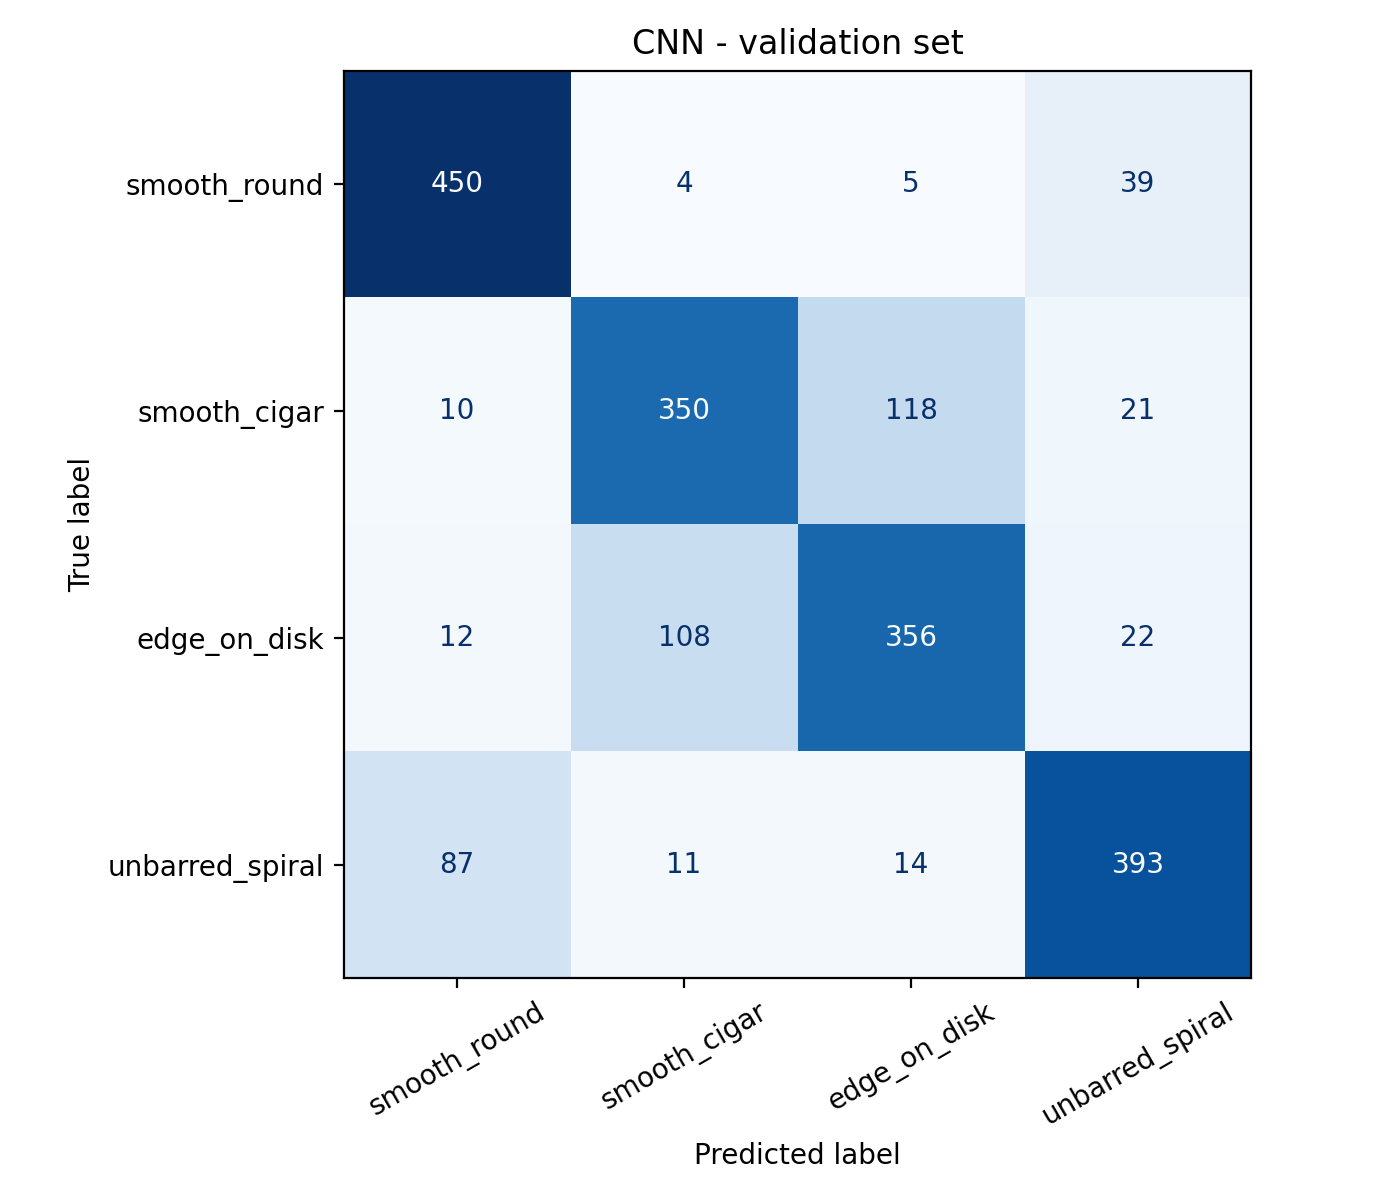 CNN - validation set
True label
smooth_round 450 4 5 39
smooth_cigar 10 350 118 21
edge_on_disk 12 108 356 22
unbarred_spiral 87 11 14 393
smooth_round smooth_cigar edge_on_disk unbarred_spiral
Predicted label